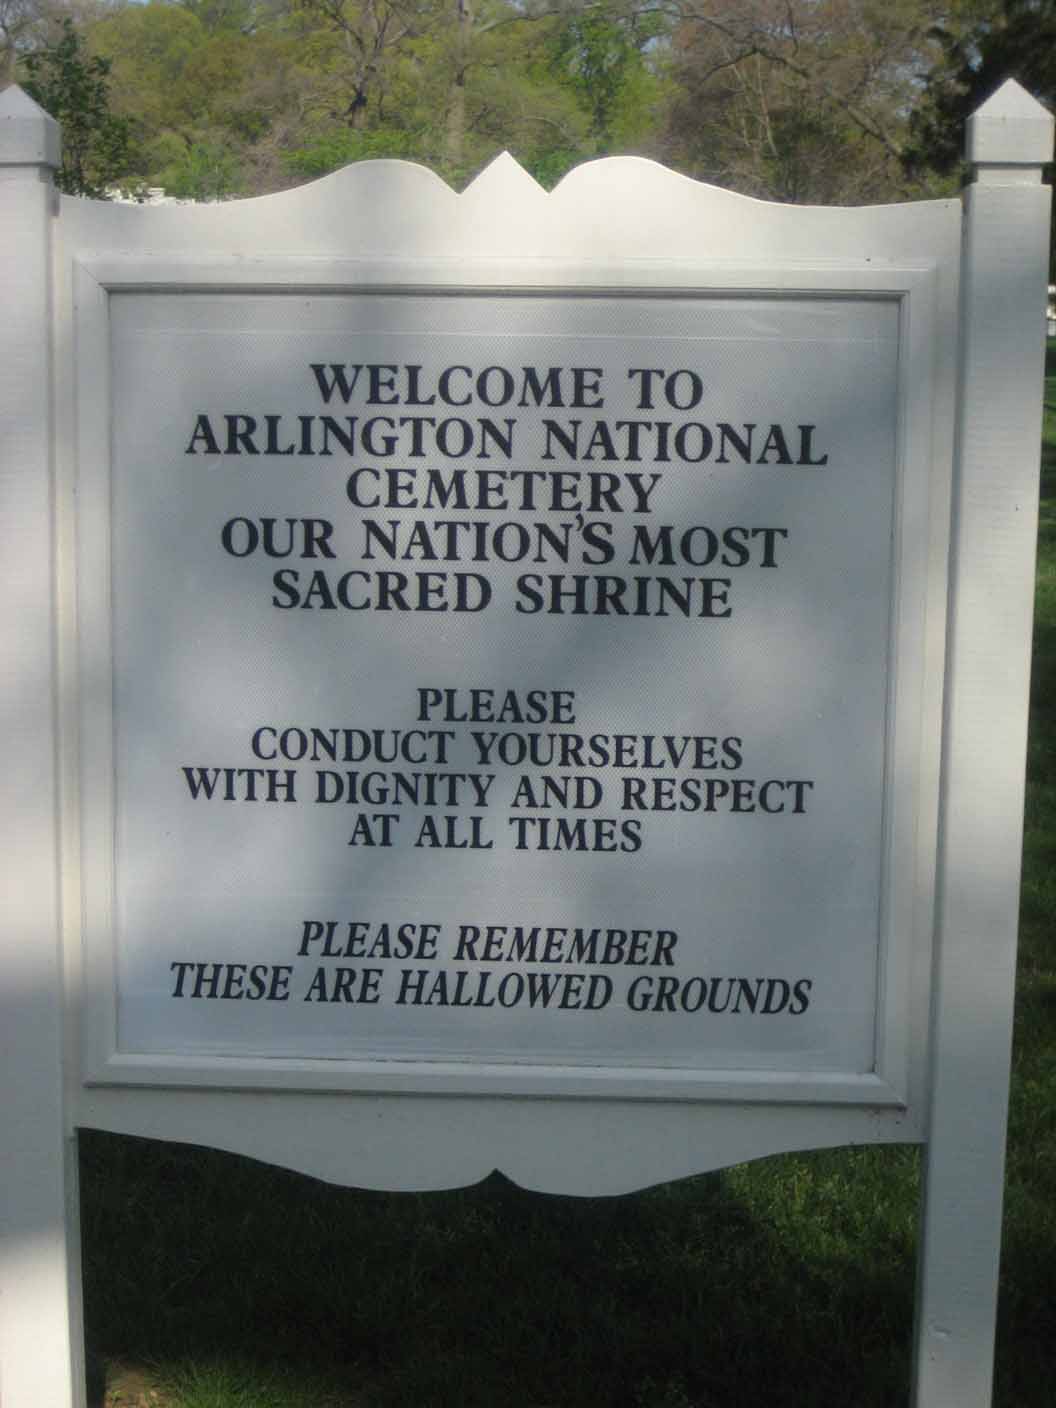 WELCOME TO
ARLINGTON NATIONAL
CEMETERY
OUR NATION'S MOST
SACRED SHRINE
PLEASE
CONDUCT YOURSELVES
WITH DIGNITY AND RESPECT
AT ALL TIMES
PLEASE REMEMBER
THESE ARE HALLOWED GROUNDS